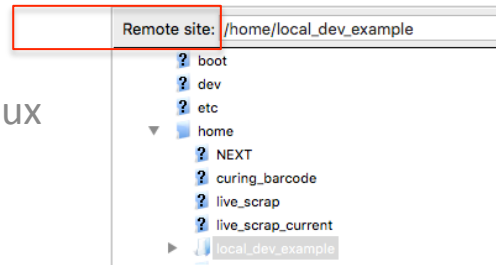 Remote site: /home/local_dev_example
boot
dev
ux
etc
home
NEXT
curing_barcode
live_scrap
live_scrap_current
local_dev_example